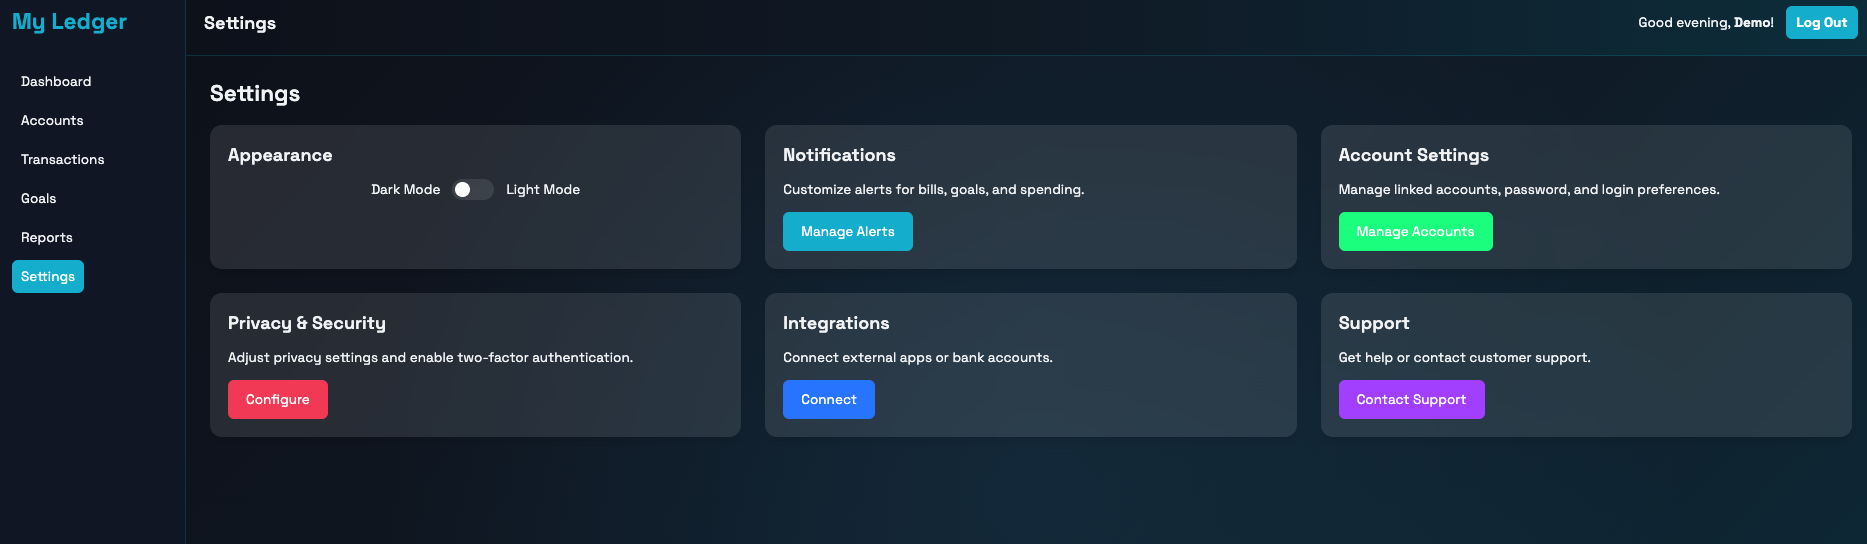 My Ledger
Settings
Good evening, Demo!
Log Out
Dashboard
Accounts
Transactions
Goals
Reports
Settings
Settings
Appearance
Dark Mode
Light Mode
Notifications
Customize alerts for bills, goals, and spending.
Manage Alerts
Account Settings
Manage linked accounts, password, and login preferences.
Manage Accounts
Privacy & Security
Adjust privacy settings and enable two-factor authentication.
Configure
Integrations
Connect external apps or bank accounts.
Connect
Support
Get help or contact customer support.
Contact Support